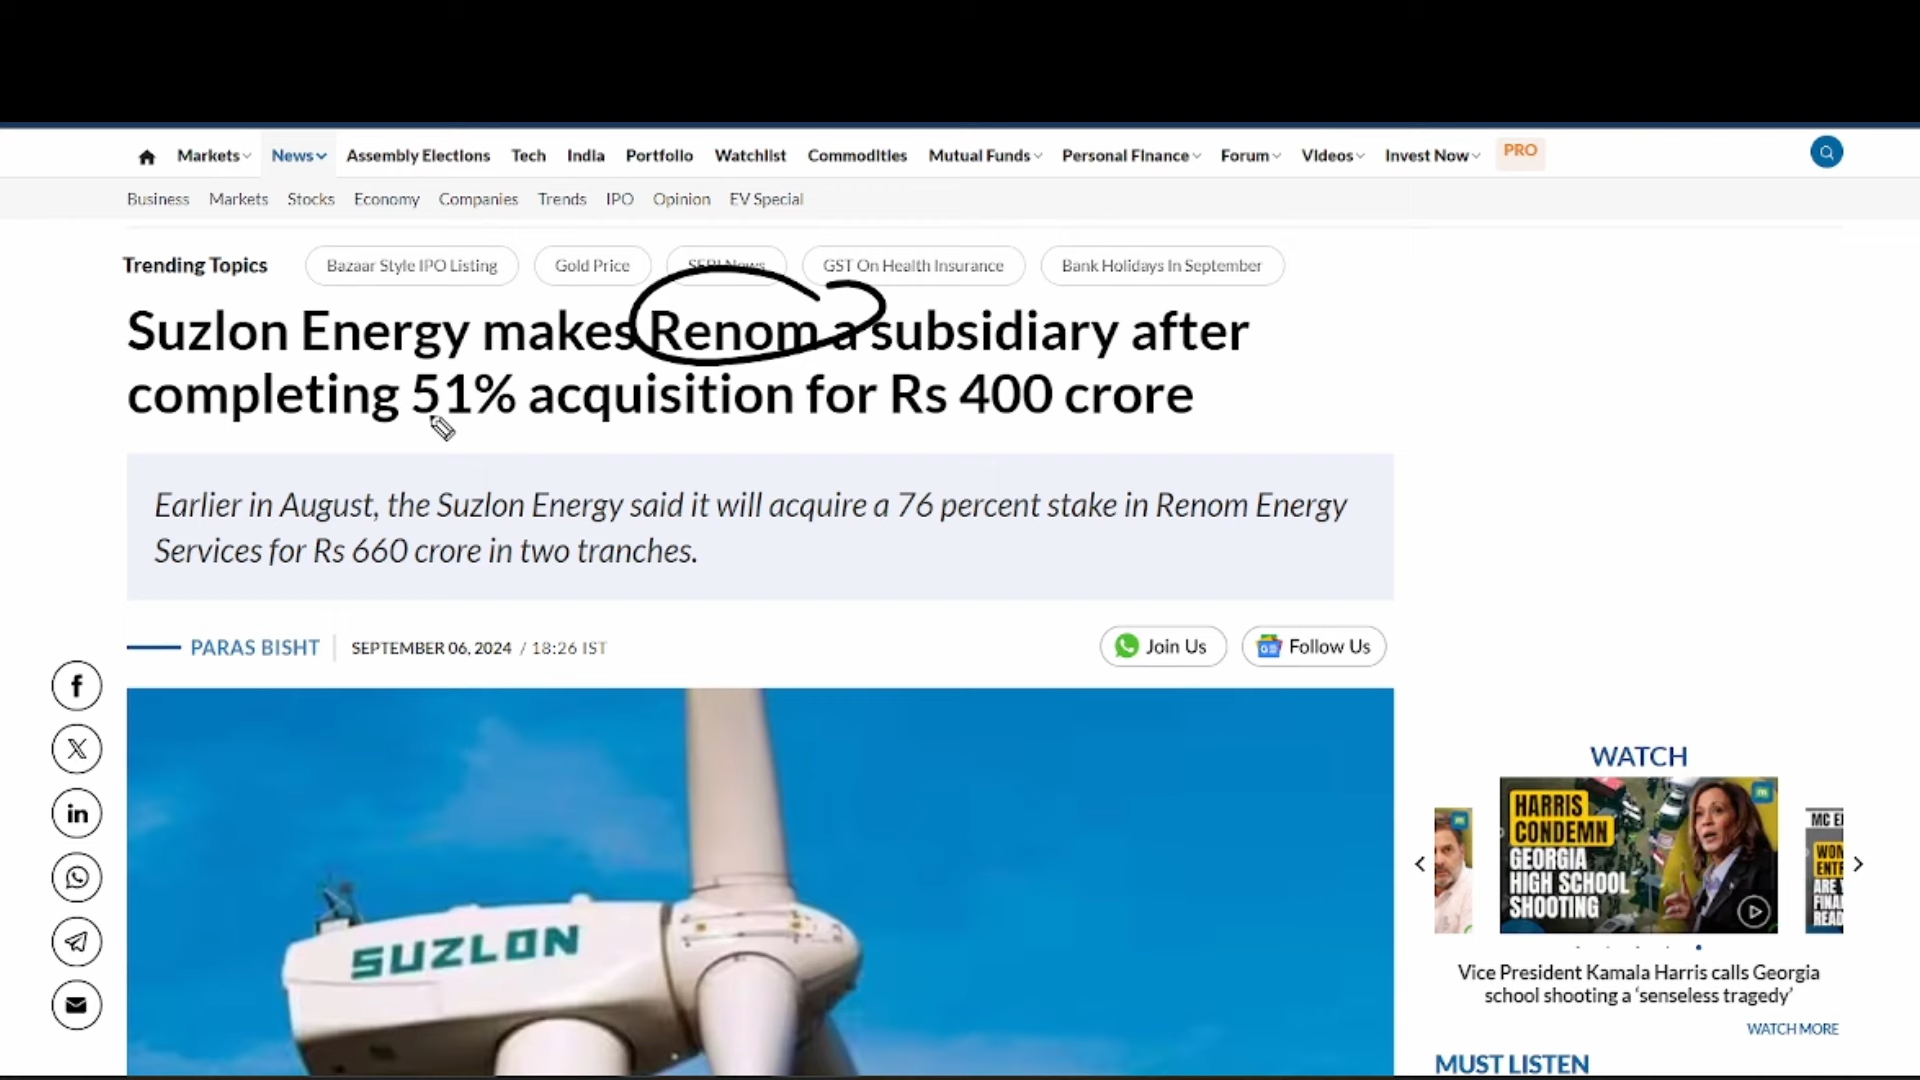 Markets News Assembly Elections Tech India Portfolio Watchlist Commodities Mutual Funds Personal Finance Forum Videos Invest Now PRO
Business Markets Stocks Economy Companies Trends IPO Opinion EV Special
Trending Topics Bazaar Style IPO Listing Gold Price SEBI News GST On Health Insurance Bank Holidays In September
Suzlon Energy makes Renom a subsidiary after
completing 51% acquisition for Rs 400 crore
Earlier in August, the Suzlon Energy said it will acquire a 76 percent stake in Renom Energy
Services for Rs 660 crore in two tranches.
PARAS BISHT SEPTEMBER 06, 2024 / 18:26 IST Join Us Follow Us
SUZLON
WATCH
HARRIS
CONDEMN
GEORGIA
HIGH SCHOOL
SHOOTING
Vice President Kamala Harris calls Georgia
school shooting a ‘senseless tragedy’
WATCH MORE
MUST LISTEN